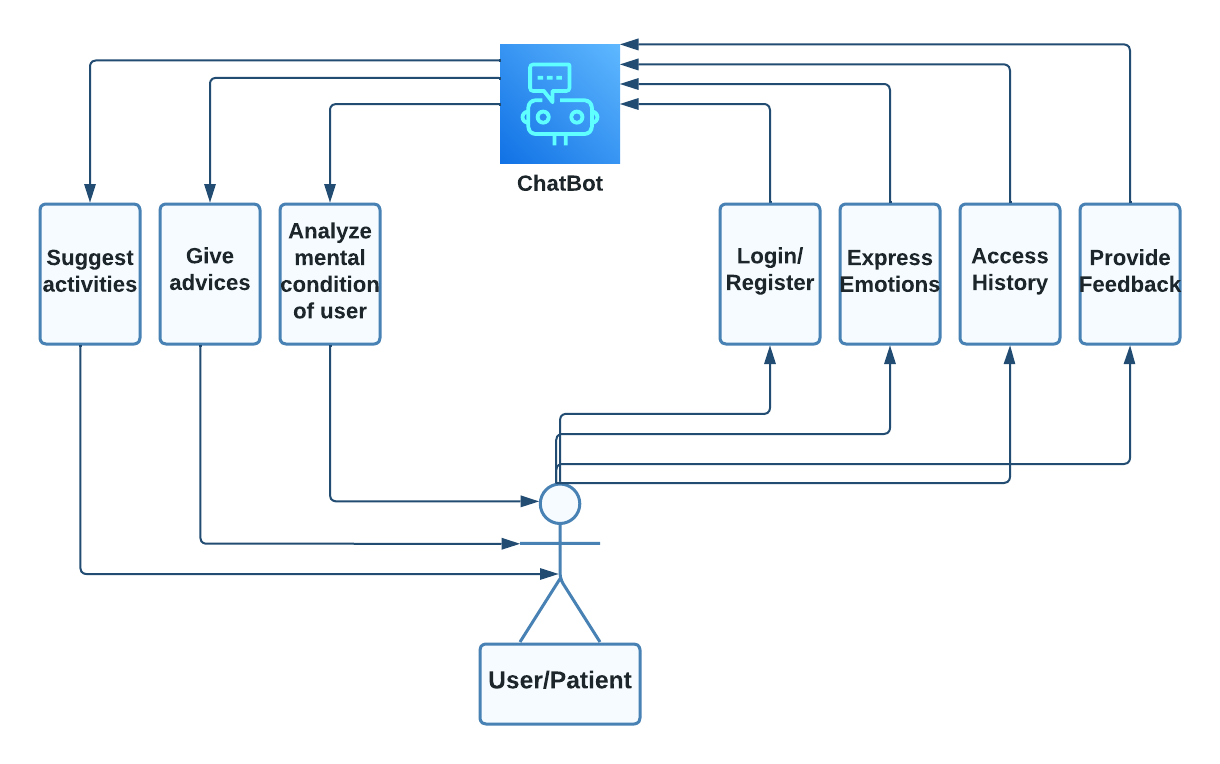 ChatBot
Suggest
activities
Give
advices
Analyze
mental
condition
of user
Login/
Register
Express
Emotions
Access
History
Provide
Feedback
User/Patient